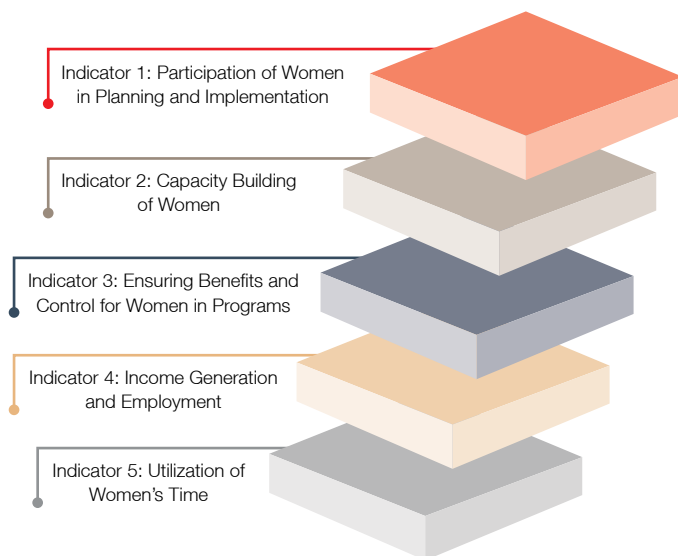 Indicator 1: Participation of Women
in Planning and Implementation
Indicator 2: Capacity Building
of Women
Indicator 3: Ensuring Benefits and
Control for Women in Programs
Indicator 4: Income Generation
and Employment
Indicator 5: Utilization of
Women’s Time